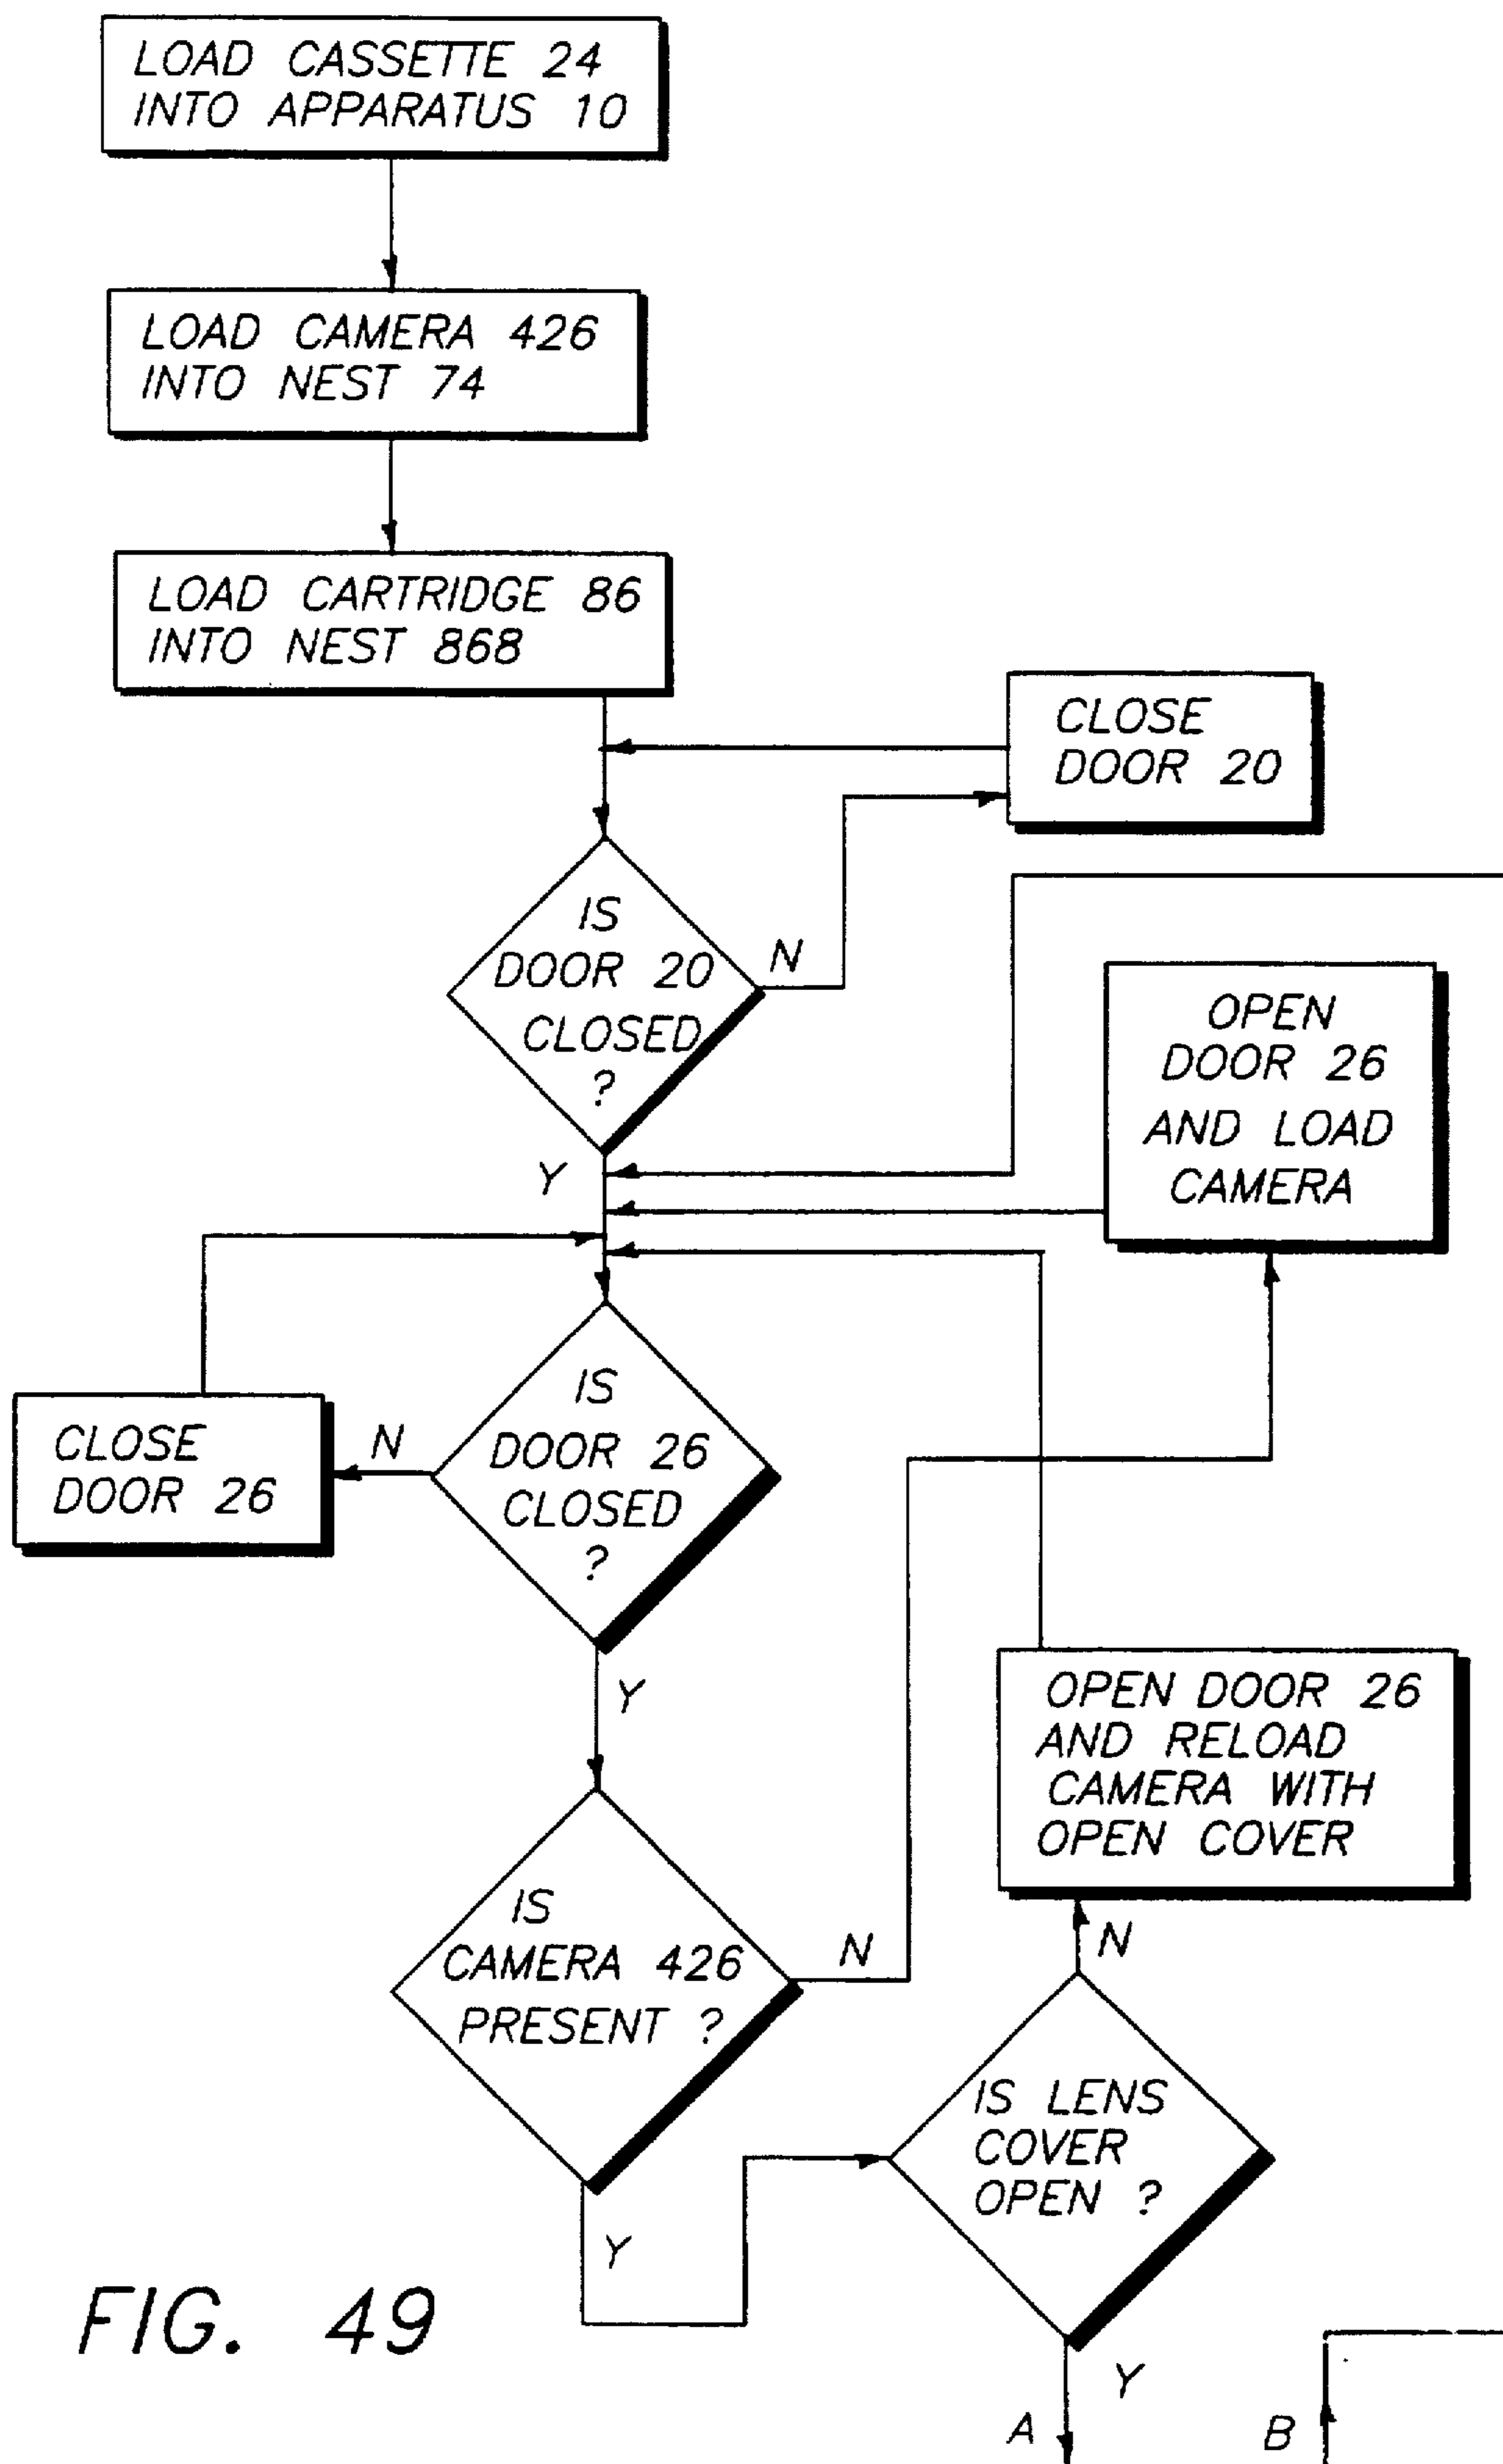 LOAD CASSETTE 24
INTO APPARATUS 10
LOAD CAMERA 426
INTO NEST 74
LOAD CARTRIDGE 86
INTO NEST 868
CLOSE
DOOR 20
IS
DOOR 20
CLOSED
?
N
Y
OPEN
DOOR 26
AND LOAD
CAMERA
IS
DOOR 26
CLOSED
?
N
CLOSE
DOOR 26
Y
OPEN DOOR 26
AND RELOAD
CAMERA WITH
OPEN COVER
IS
CAMERA 426
PRESENT ?
N
N
IS LENS
COVER
OPEN ?
Y
Y
A
B
FIG. 49